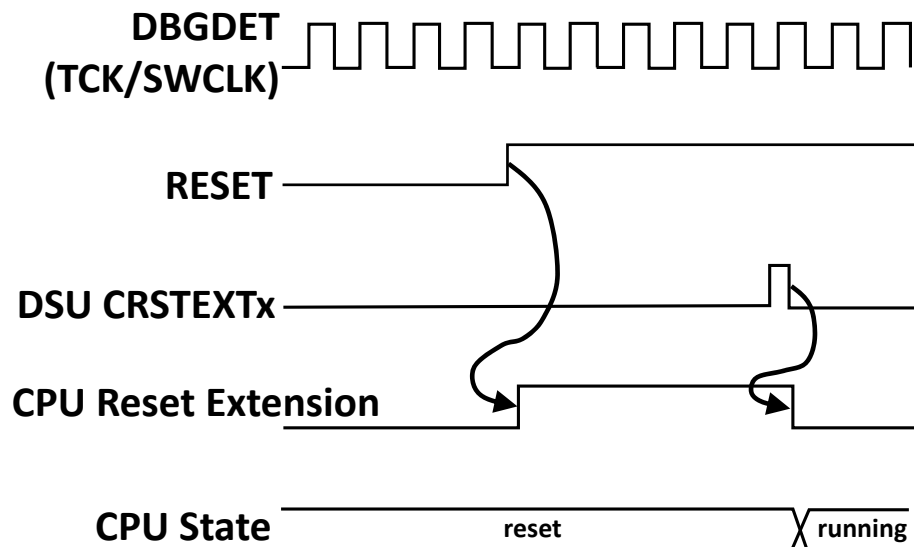 DBGDET
(TCK/SWCLK)
RESET
DSU CRSTEXTx
CPU Reset Extension
CPU State
reset
running